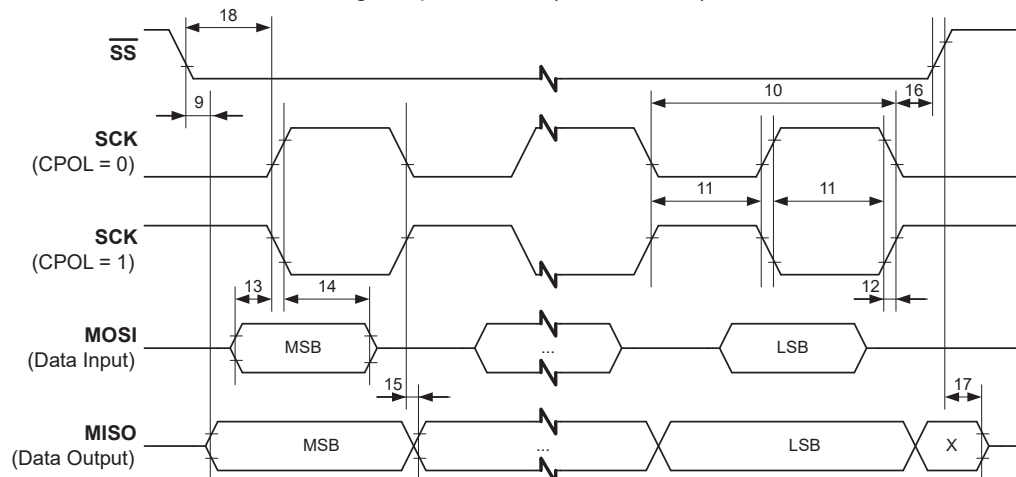 18
SS
9
10
16
SCK
(CPOL = 0)
11
11
SCK
(CPOL = 1)
13
14
12
MOSI
(Data Input)
MSB
...
LSB
15
17
MISO
(Data Output)
MSB
...
LSB
X